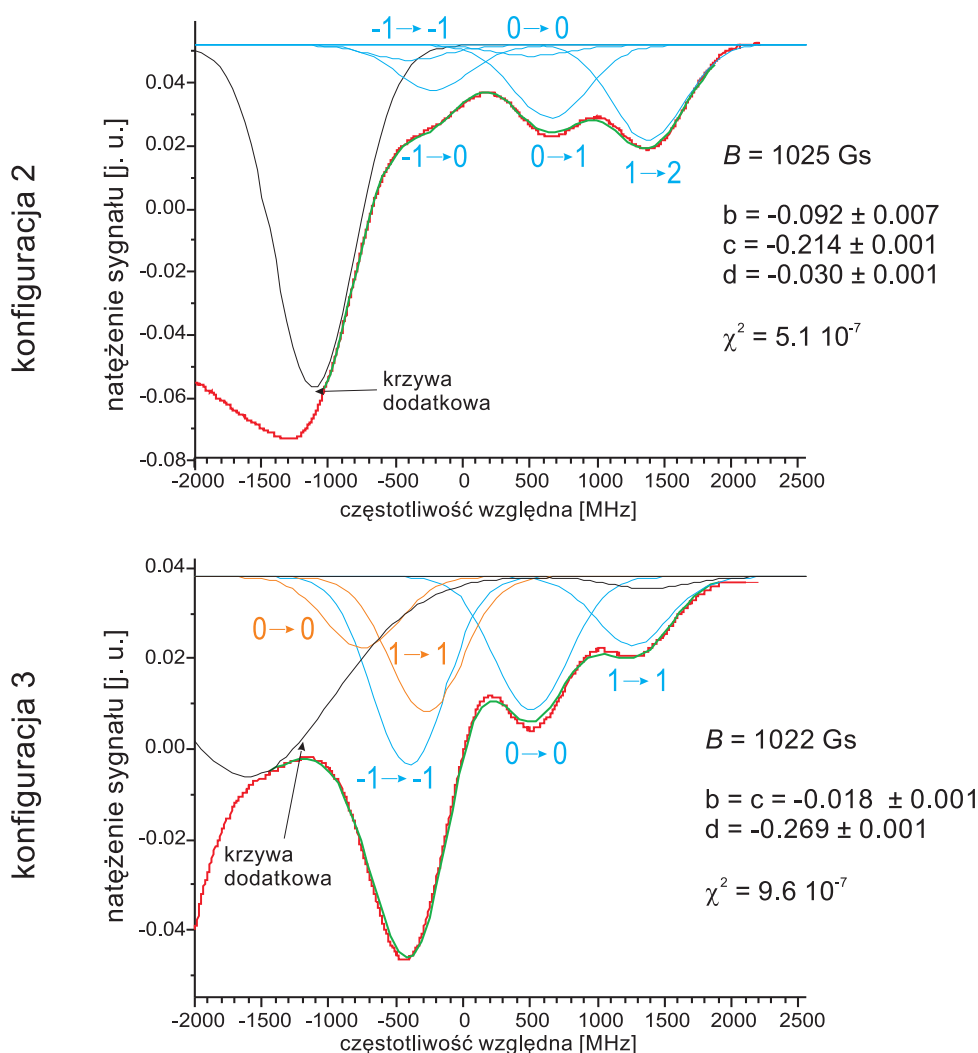 konfiguracja 2
natężenie sygnału [j. u.]
0.04
0.02
0.00
-0.02
-0.04
-0.06
-0.08
-1→-1
0→0
-1→0
0→1
1→2
krzywa
dodatkowa
B = 1025 Gs
b = -0.092 ± 0.007
c = -0.214 ± 0.001
d = -0.030 ± 0.001
χ² = 5.1 10⁻⁷
-2000 -1500 -1000 -500 0 500 1000 1500 2000 2500
częstotliwość względna [MHz]
konfiguracja 3
natężenie sygnału [j. u.]
0.04
0.02
0.00
-0.02
-0.04
0→0
1→1
-1→-1
0→0
1→1
krzywa
dodatkowa
B = 1022 Gs
b = c = -0.018 ± 0.001
d = -0.269 ± 0.001
χ² = 9.6 10⁻⁷
-2000 -1500 -1000 -500 0 500 1000 1500 2000 2500
częstotliwość względna [MHz]